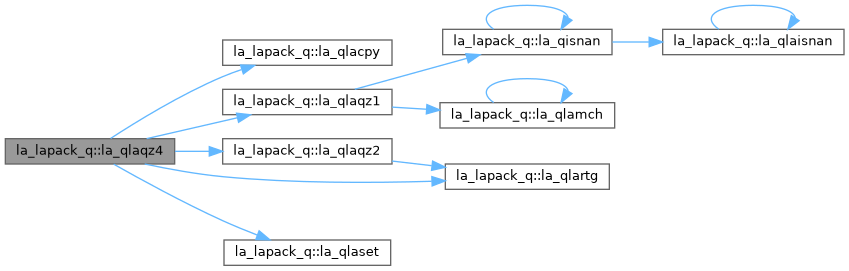 la_lapack_q::la_qlaqz4
la_lapack_q::la_qlacpy
la_lapack_q::la_qlaqz1
la_lapack_q::la_qlaqz2
la_lapack_q::la_qlaset
la_lapack_q::la_qisnan
la_lapack_q::la_qlamch
la_lapack_q::la_qlartg
la_lapack_q::la_qlaisnan